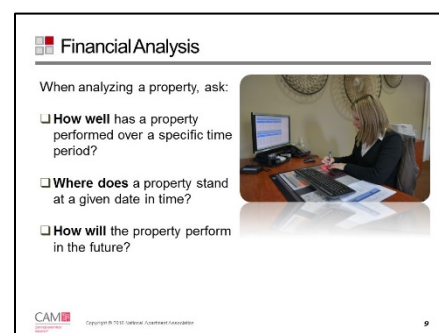 Financial Analysis
When analyzing a property, ask:
❑ How well has a property
performed over a specific time
period?
❑ Where does a property stand
at a given date in time?
❑ How will the property perform
in the future?
CAM
Copyright © National Apartment Association
9